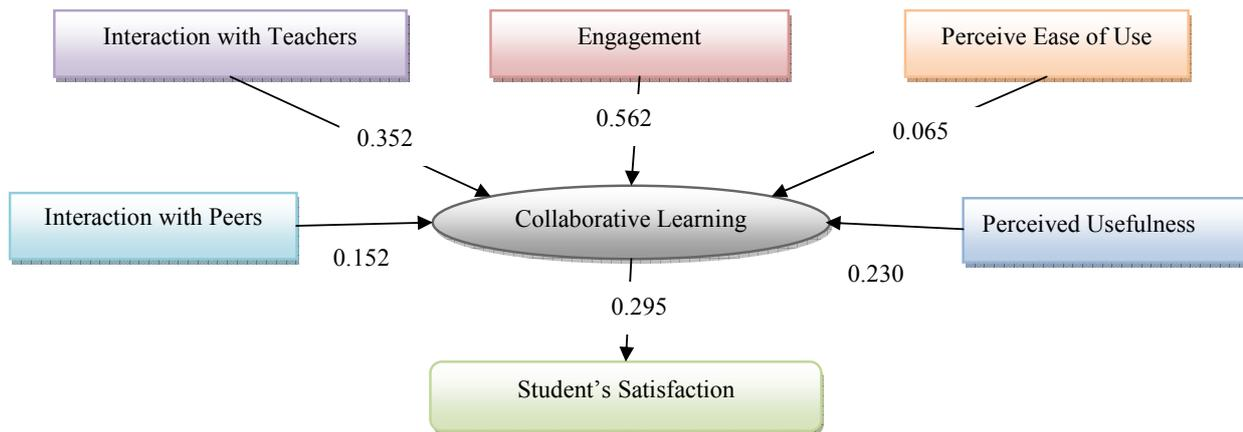 Interaction with Teachers
Engagement
Perceive Ease of Use
0.352
0.562
0.065
Interaction with Peers
Collaborative Learning
Perceived Usefulness
0.152
0.230
0.295
Student’s Satisfaction